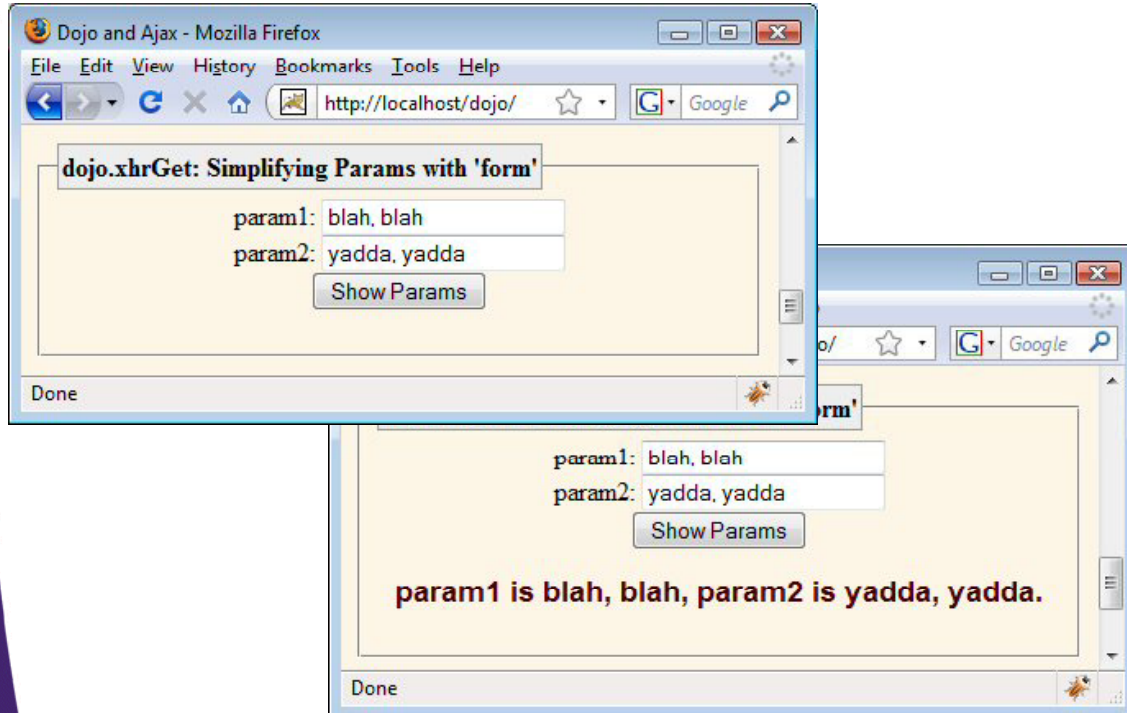 Dojo and Ajax - Mozilla Firefox
File Edit View History Bookmarks Tools Help
http://localhost/dojo/ G Google
dojo.xhrGet: Simplifying Params with 'form'
param1: blah, blah
param2: yadda, yadda
Show Params
Done
o/ G Google
orm'
param1: blah, blah
param2: yadda, yadda
Show Params
param1 is blah, blah, param2 is yadda, yadda.
Done